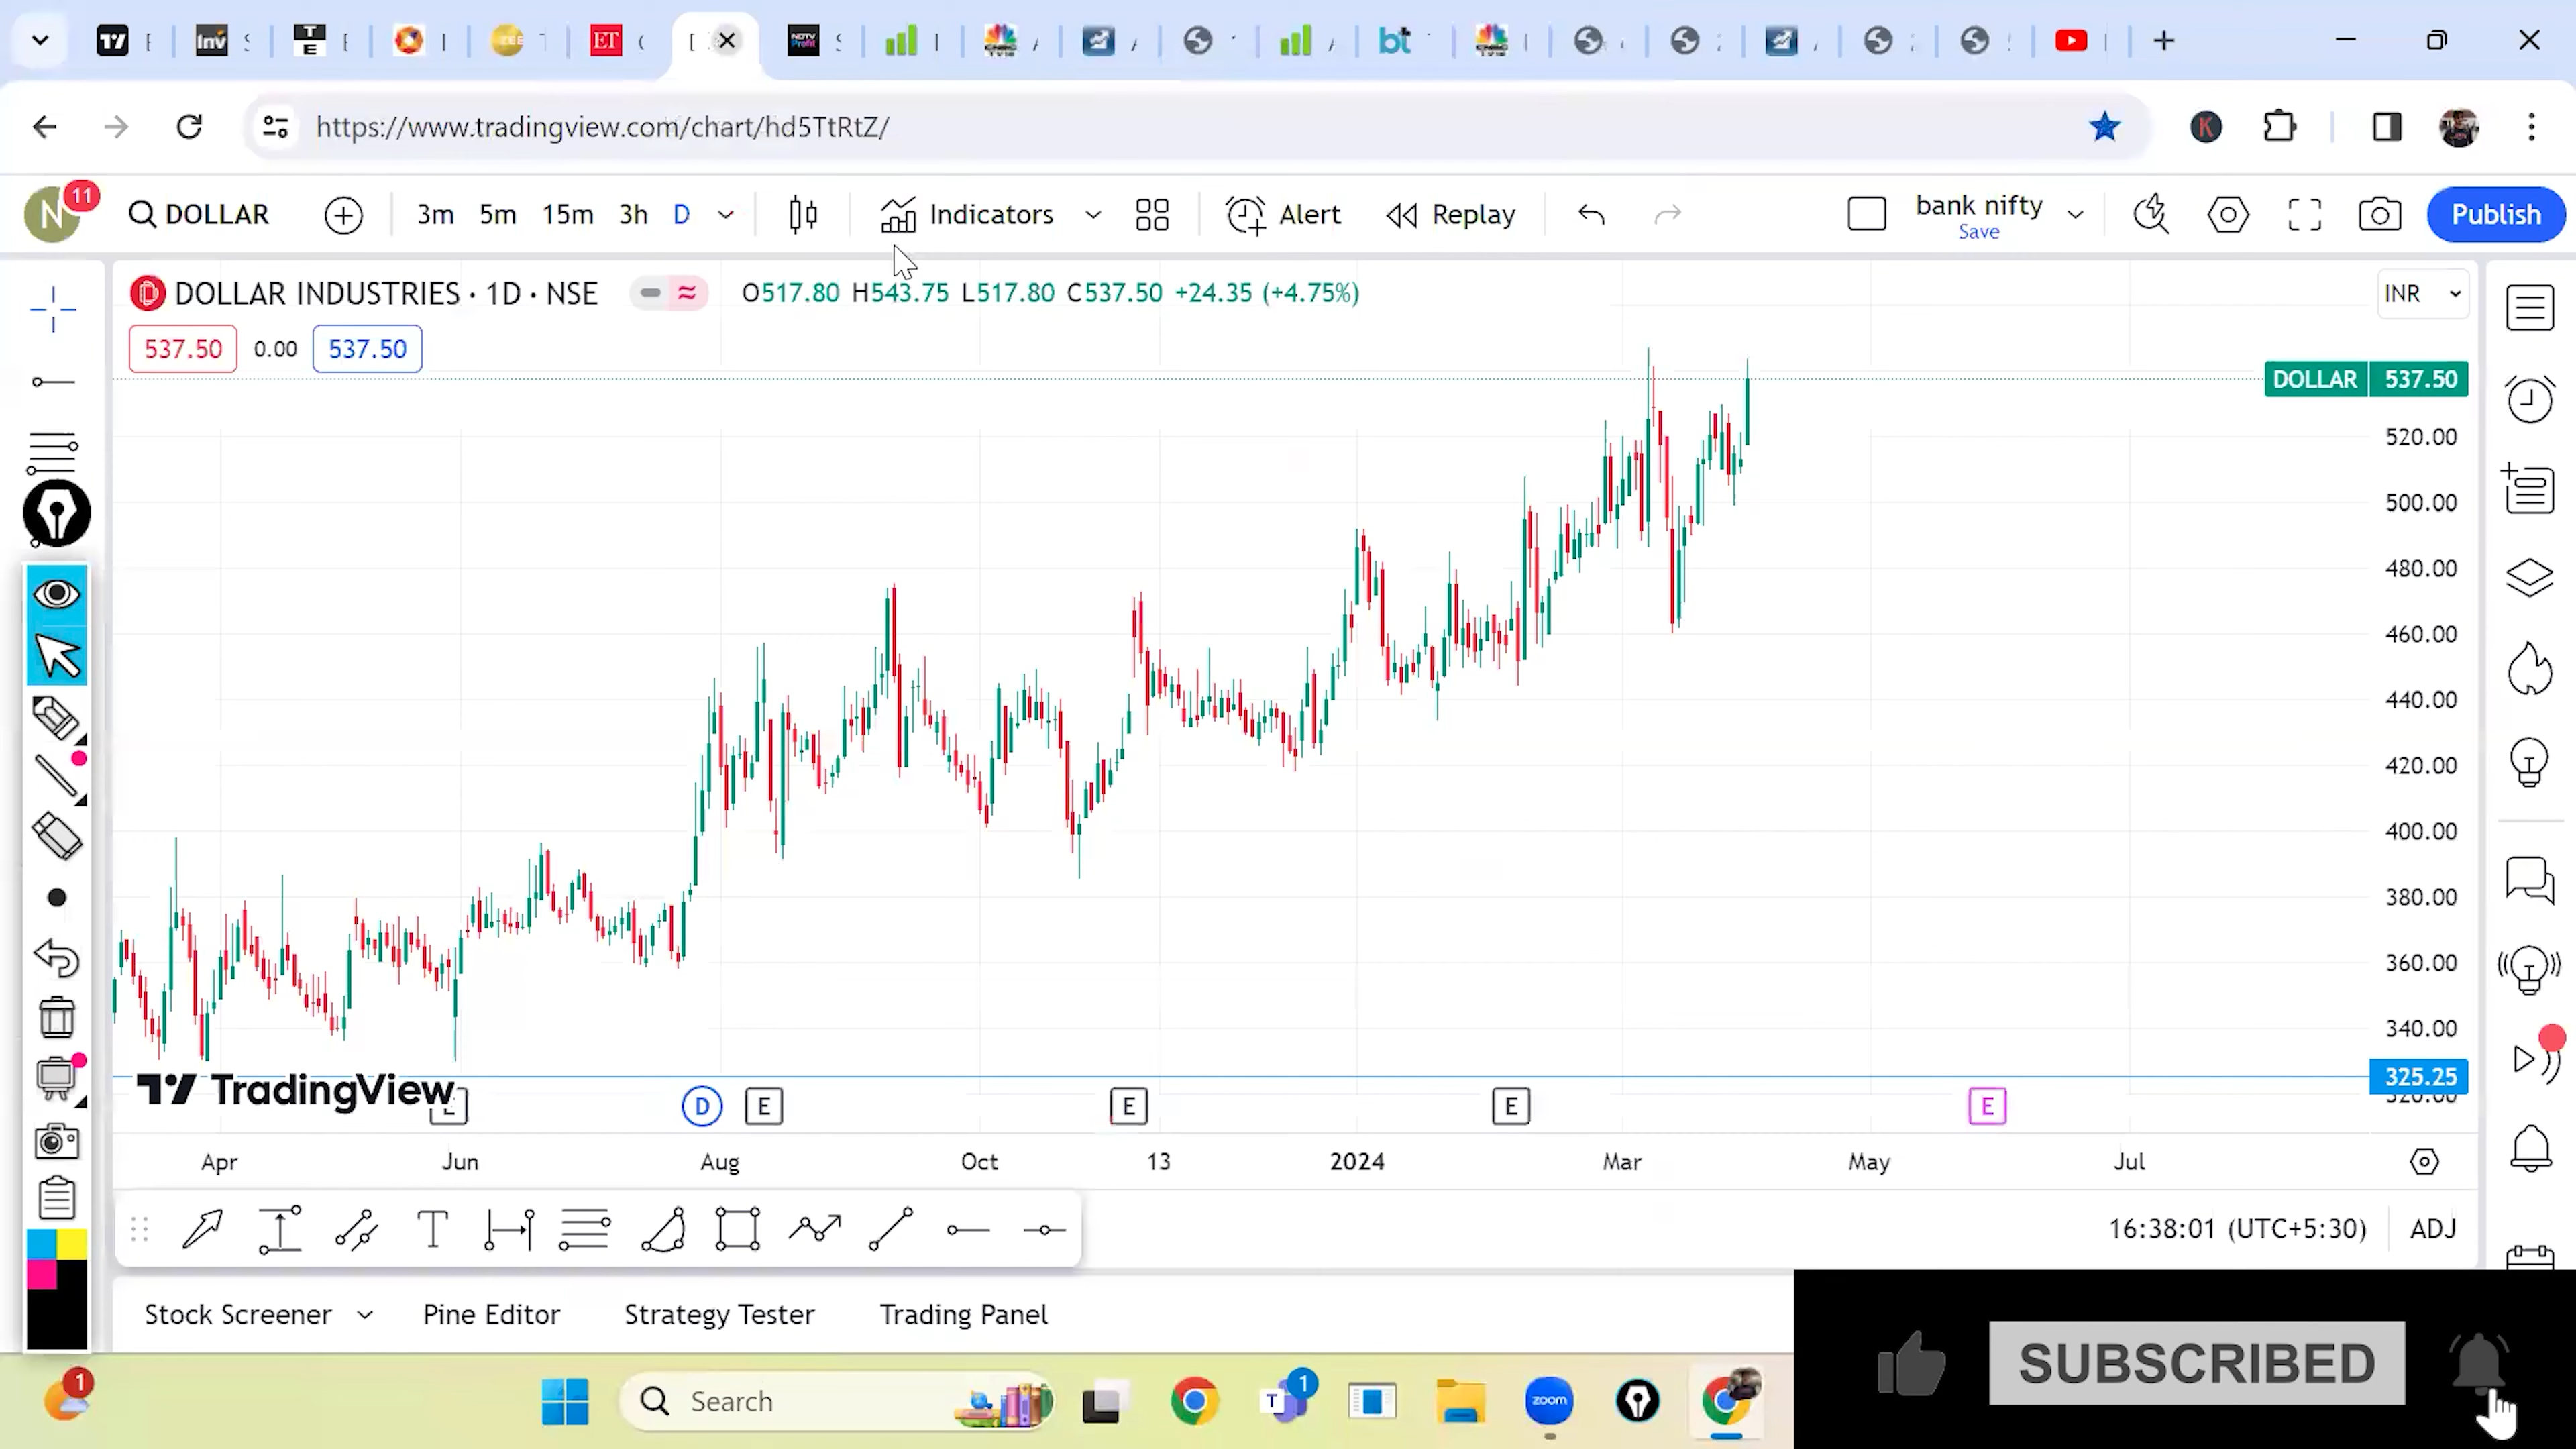 https://www.tradingview.com/chart/hd5TtRtZ/
N 11 DOLLAR 3m 5m 15m 3h D Indicators Alert Replay bank nifty Save Publish
DOLLAR INDUSTRIES · 1D · NSE O517.80 H543.75 L517.80 C537.50 +24.35 (+4.75%) INR
537.50 0.00 537.50
DOLLAR 537.50
520.00
500.00
480.00
460.00
440.00
420.00
400.00
380.00
360.00
340.00
325.25
TradingView
D E E E E
Apr Jun Aug Oct 13 2024 Mar May Jul
16:38:01 (UTC+5:30) ADJ
Stock Screener Pine Editor Strategy Tester Trading Panel
SUBSCRIBED
1 Search 1 zoom